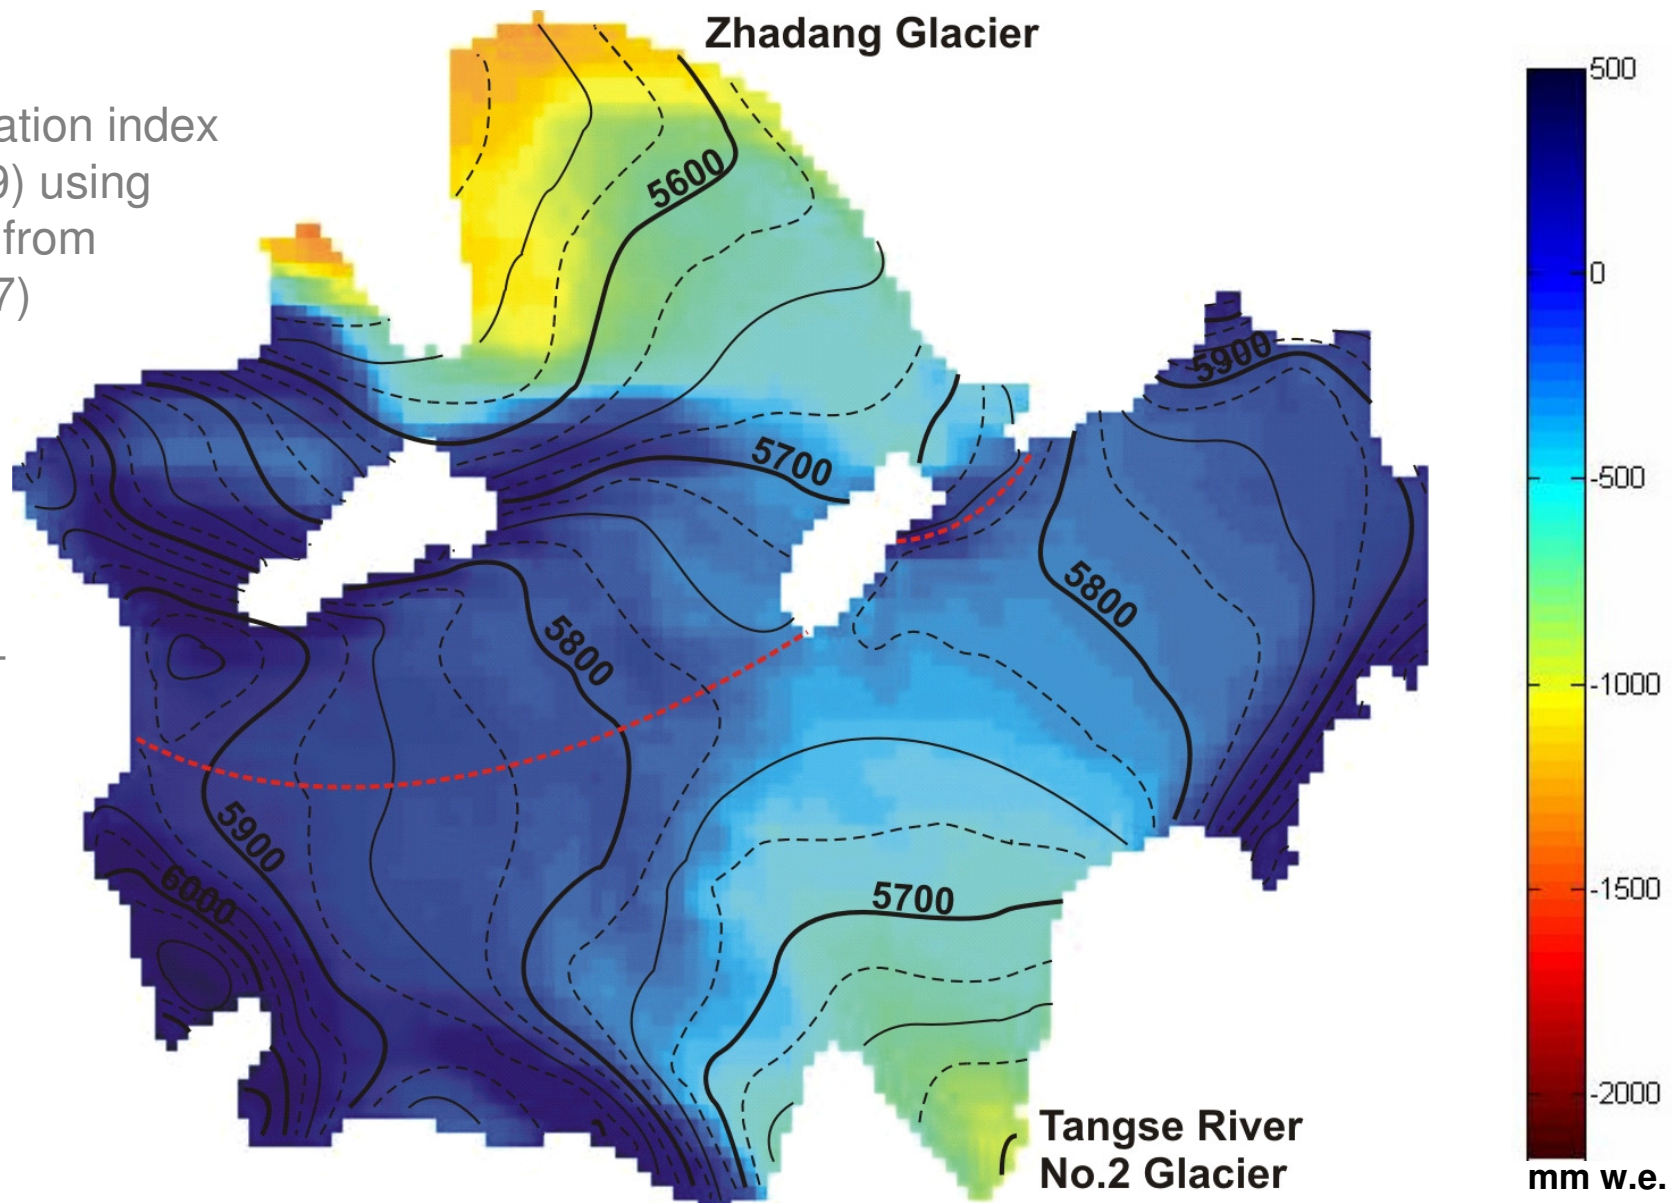 Zhadang Glacier
ation index
9) using
from
7)
5600
5900
5700
5800
5800
5900
6000
5700
Tangse River
No.2 Glacier
500
0
-500
-1000
-1500
-2000
mm w.e.